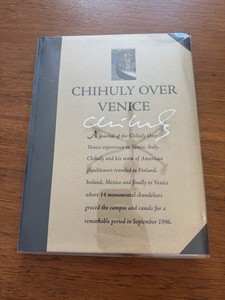 CHIHULY OVER
VENICE
Chihuly
A journal of the Chihuly Over
Venice experience in Venice, Italy.
Chihuly and his team of American
glassblowers traveled to Finland,
Ireland, Mexico and finally to Venice
where 14 monumental chandeliers
graced the campos and canals for a
remarkable period in September 1996.